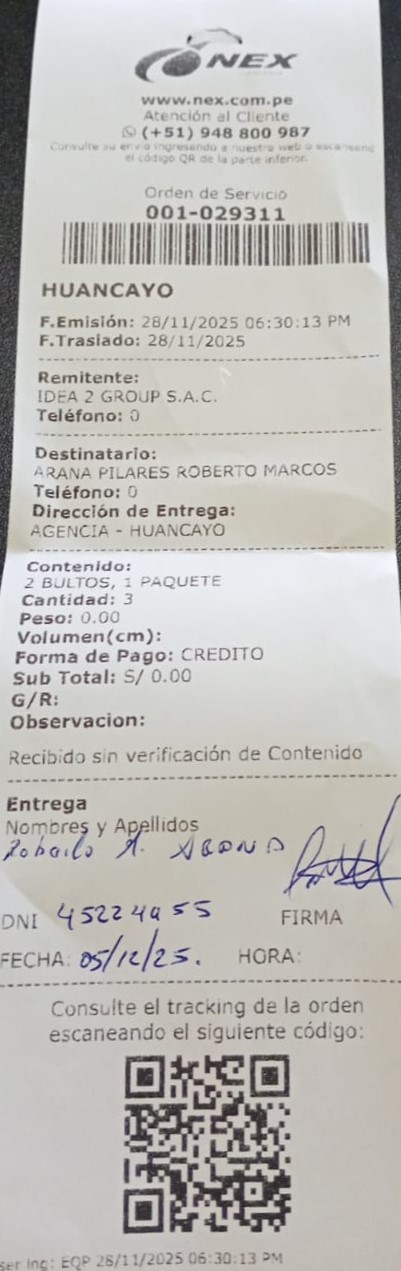 NEX
www.nex.com.pe
Atención al Cliente
(+51) 948 800 987
Consulte su envío ingresando a nuestra web o escaneando
el código QR de la parte inferior.
Orden de Servicio
001-029311
HUANCAYO
F.Emisión: 28/11/2025 06:30:13 PM
F.Traslado: 28/11/2025
Remitente:
IDEA 2 GROUP S.A.C.
Teléfono: 0
Destinatario:
ARANA PILARES ROBERTO MARCOS
Teléfono: 0
Dirección de Entrega:
AGENCIA - HUANCAYO
Contenido:
2 BULTOS, 1 PAQUETE
Cantidad: 3
Peso: 0.00
Volumen(cm):
Forma de Pago: CREDITO
Sub Total: S/ 0.00
G/R:
Observacion:
Recibido sin verificación de Contenido
Entrega
Nombres y Apellidos
DNI FIRMA
FECHA: 05/12/25. HORA:
Consulte el tracking de la orden
escaneando el siguiente código:
ser Ing: EQP 28/11/2025 06:30:13 PM